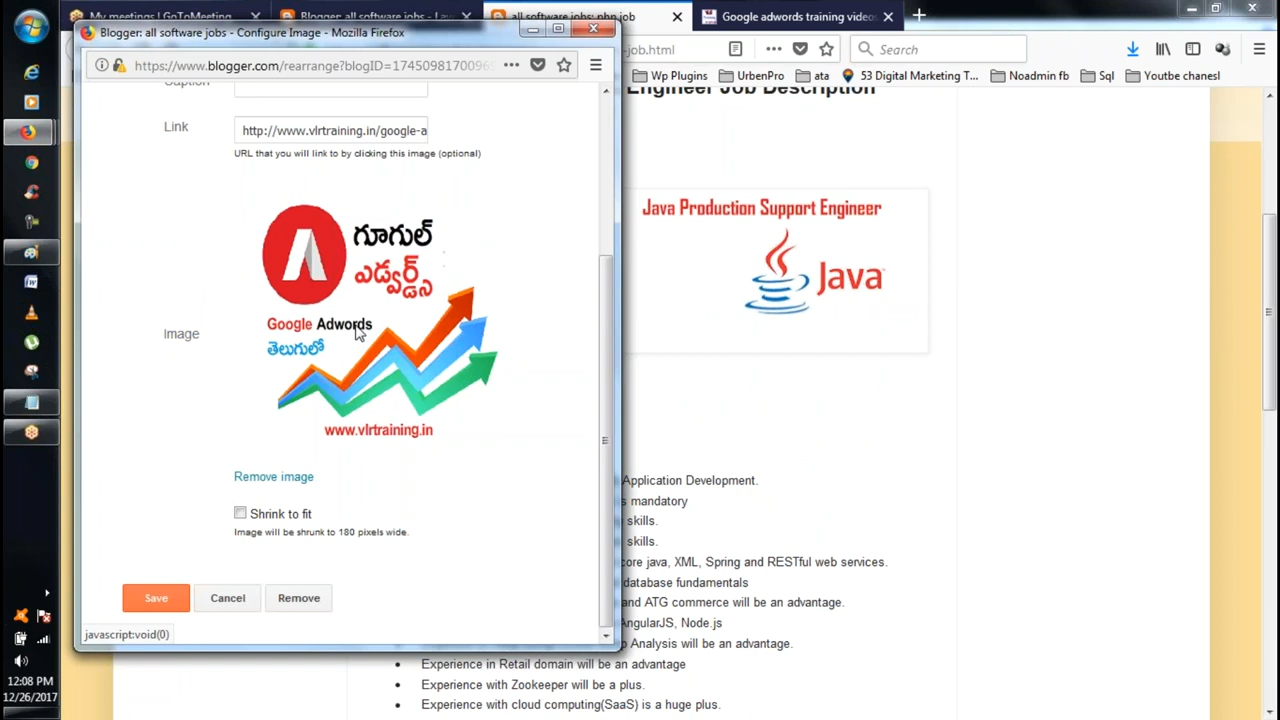 My meetings | GoToMeeting
Blogger: all software jobs - Lay
all software jobs: php job
Google adwords training videos
Blogger: all software jobs - Configure Image - Mozilla Firefox
https://www.blogger.com/rearrange?blogID=
-job.html
Search
Wp Plugins
UrbenPro
ata
53 Digital Marketing T...
Noadmin fb
Sql
Youtbe chanesl
Caption
Link
http://www.vlrtraining.in/google-a
URL that you will link to by clicking this image (optional)
Image
గూగుల్
ఎడ్వర్డ్స్
Google Adwords
తెలుగులో
www.vlrtraining.in
Remove image
Shrink to fit
Image will be shrunk to 180 pixels wide.
Save
Cancel
Remove
javascript:void(0)
Engineer Job Description
Java Production Support Engineer
Java
Application Development.
s mandatory
skills.
skills.
core java, XML, Spring and RESTful web services.
database fundamentals
and ATG commerce will be an advantage.
AngularJS, Node.js
p Analysis will be an advantage.
Experience in Retail domain will be an advantage
Experience with Zookeeper will be a plus.
Experience with cloud computing(SaaS) is a huge plus.
12:08 PM
12/26/2017